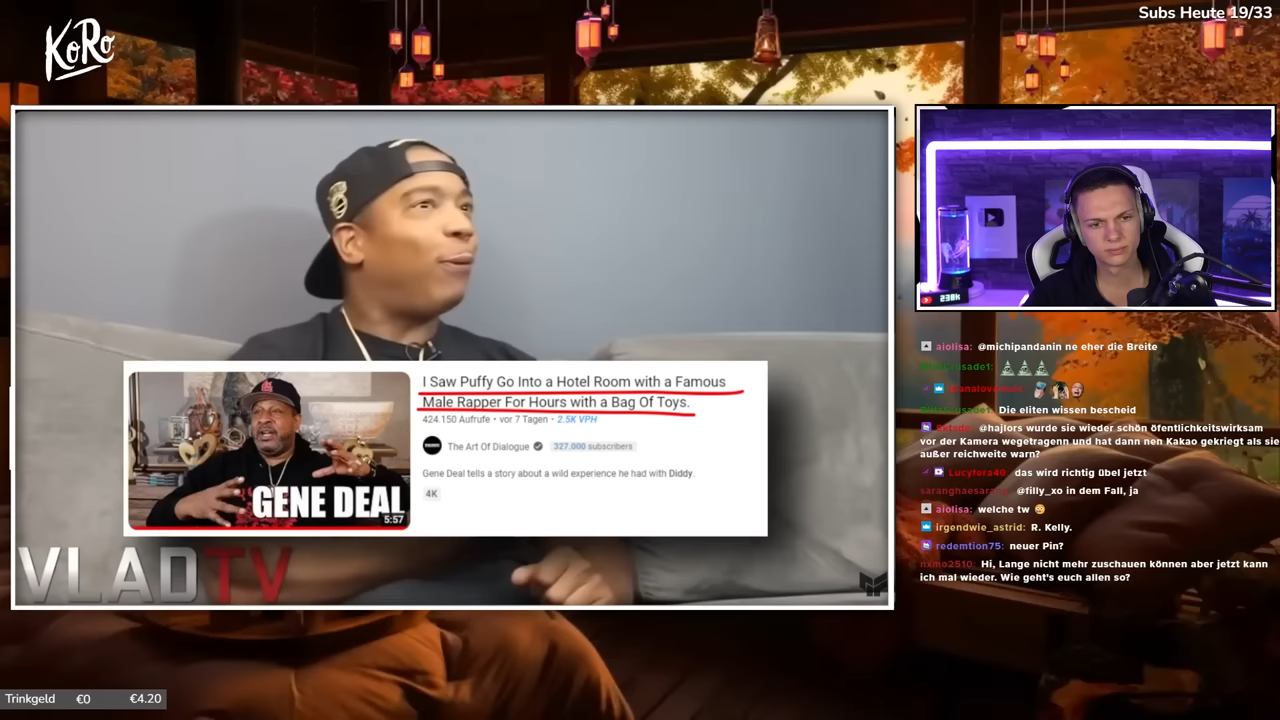 Subs Heute 19/33
KoRo
I Saw Puffy Go Into a Hotel Room with a Famous
Male Rapper For Hours with a Bag Of Toys.
424.150 Aufrufe • vor 7 Tagen • 2.5K VPH
The Art Of Dialogue 327.000 subscribers
Gene Deal tells a story about a wild experience he had with Diddy.
4K
GENE DEAL
5:57
VLADTV
238k
aiolisa: @michipandanin ne eher die Breite
Die eliten wissen bescheid
@hajlors wurde sie wieder schön öfentlichkeitswirksam
vor der Kamera wegetragenn und hat dann nen Kakao gekriegt als sie
außer reichweite warn?
Lucyfera40: das wird richtig übel jetzt
@filly_xo in dem Fall, ja
aiolisa: welche tw
irgendwie_astrid: R. Kelly.
redemtion75: neuer Pin?
nxmo2510: Hi, Lange nicht mehr zuschauen können aber jetzt kann
ich mal wieder. Wie geht's euch allen so?
Trinkgeld €0 €4.20